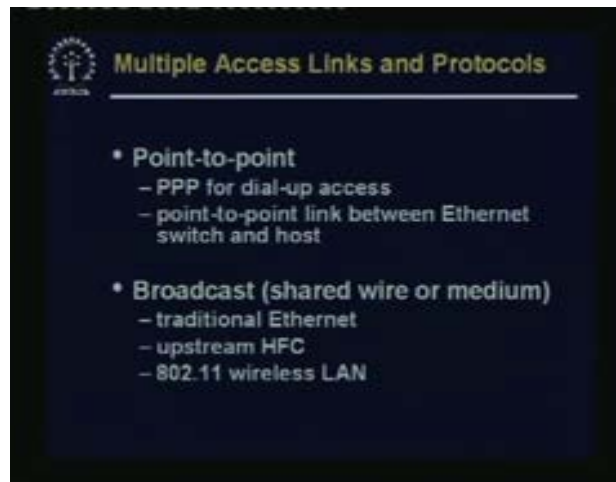 Multiple Access Links and Protocols
• Point-to-point
– PPP for dial-up access
– point-to-point link between Ethernet
switch and host
• Broadcast (shared wire or medium)
– traditional Ethernet
– upstream HFC
– 802.11 wireless LAN